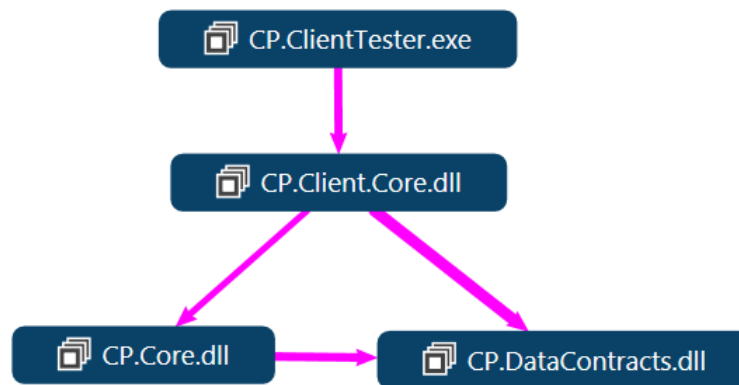 CP.ClientTester.exe
CP.Client.Core.dll
CP.Core.dll
CP.DataContracts.dll